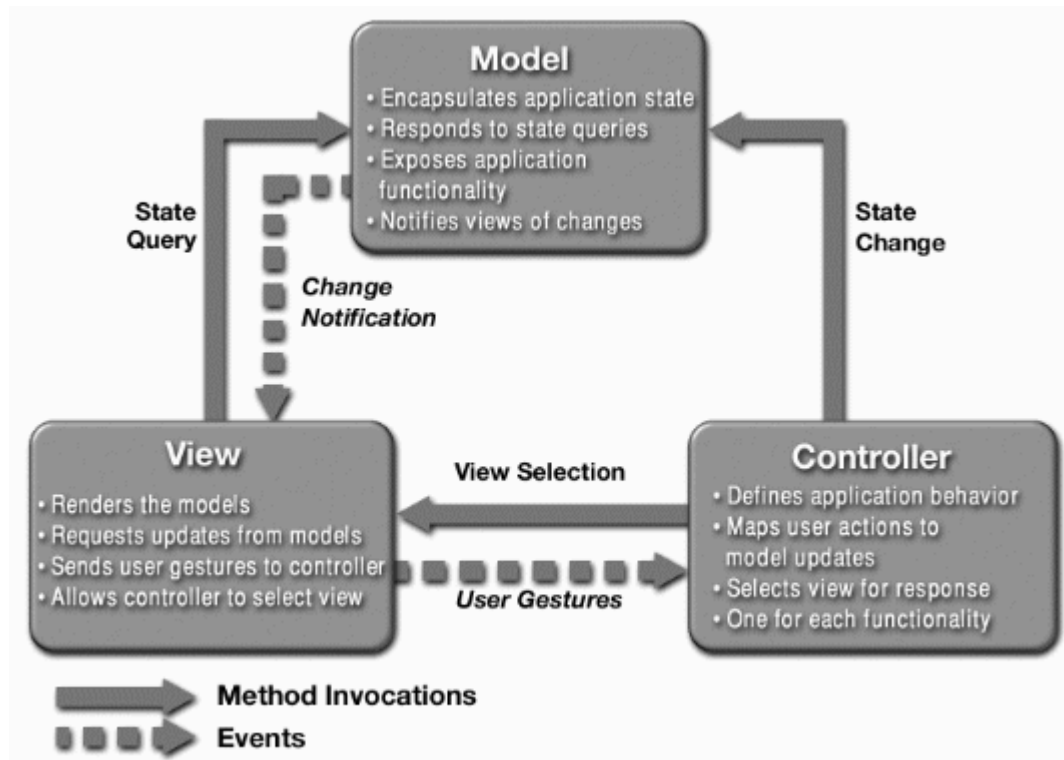 Model
• Encapsulates application state
• Responds to state queries
• Exposes application
functionality
• Notifies views of changes
State
Query
State
Change
Change
Notification
View
• Renders the models
• Requests updates from models
• Sends user gestures to controller
• Allows controller to select view
View Selection
User Gestures
Controller
• Defines application behavior
• Maps user actions to
model updates
• Selects view for response
• One for each functionality
Method Invocations
Events